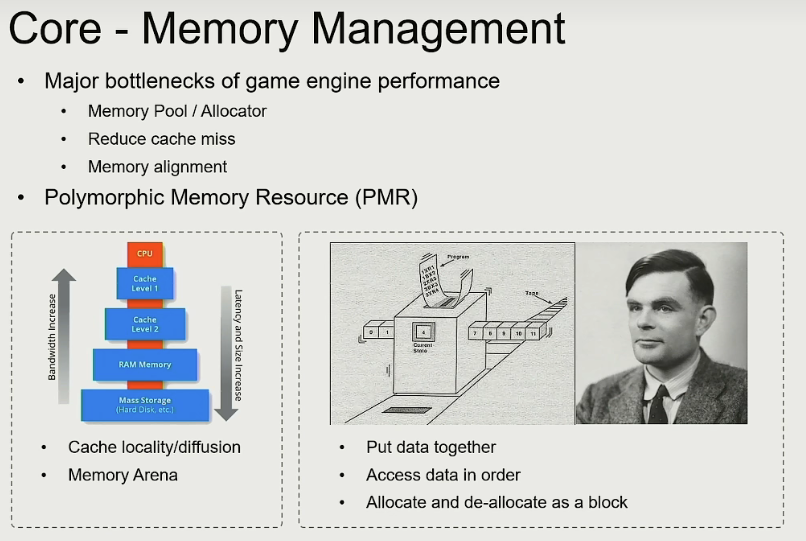 Core - Memory Management
• Major bottlenecks of game engine performance
• Memory Pool / Allocator
• Reduce cache miss
• Memory alignment
• Polymorphic Memory Resource (PMR)
CPU
Cache
Level 1
Cache
Level 2
RAM Memory
Mass Storage
(Hard Disk, etc.)
Bandwidth Increase
Latency and Size Increase
• Cache locality/diffusion
• Memory Arena
Program
Tape
0 1
4
Current
State
7 8 9 10 11
• Put data together
• Access data in order
• Allocate and de-allocate as a block